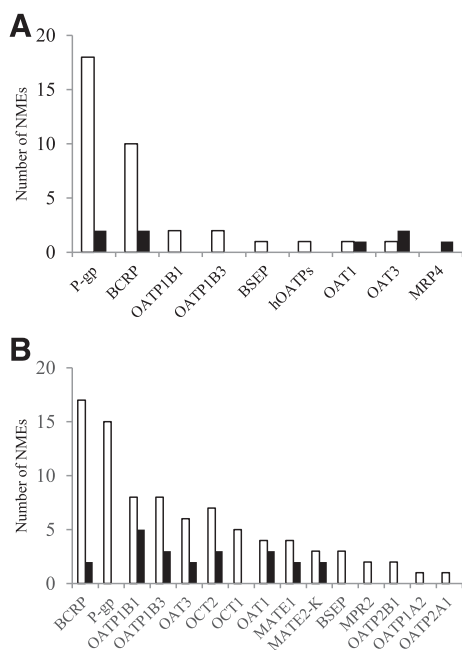 A
Number of NMEs
20
15
10
5
0
P-gp
BCRP
OATP1B1
OATP1B3
BSEP
hOATPs
OAT1
OAT3
MRP4
B
Number of NMEs
20
15
10
5
0
BCRP
P-gp
OATP1B1
OATP1B3
OAT3
OCT2
OCT1
OAT1
MATE1
MATE2-K
BSEP
MPR2
OATP2B1
OATP1A2
OATP2A1